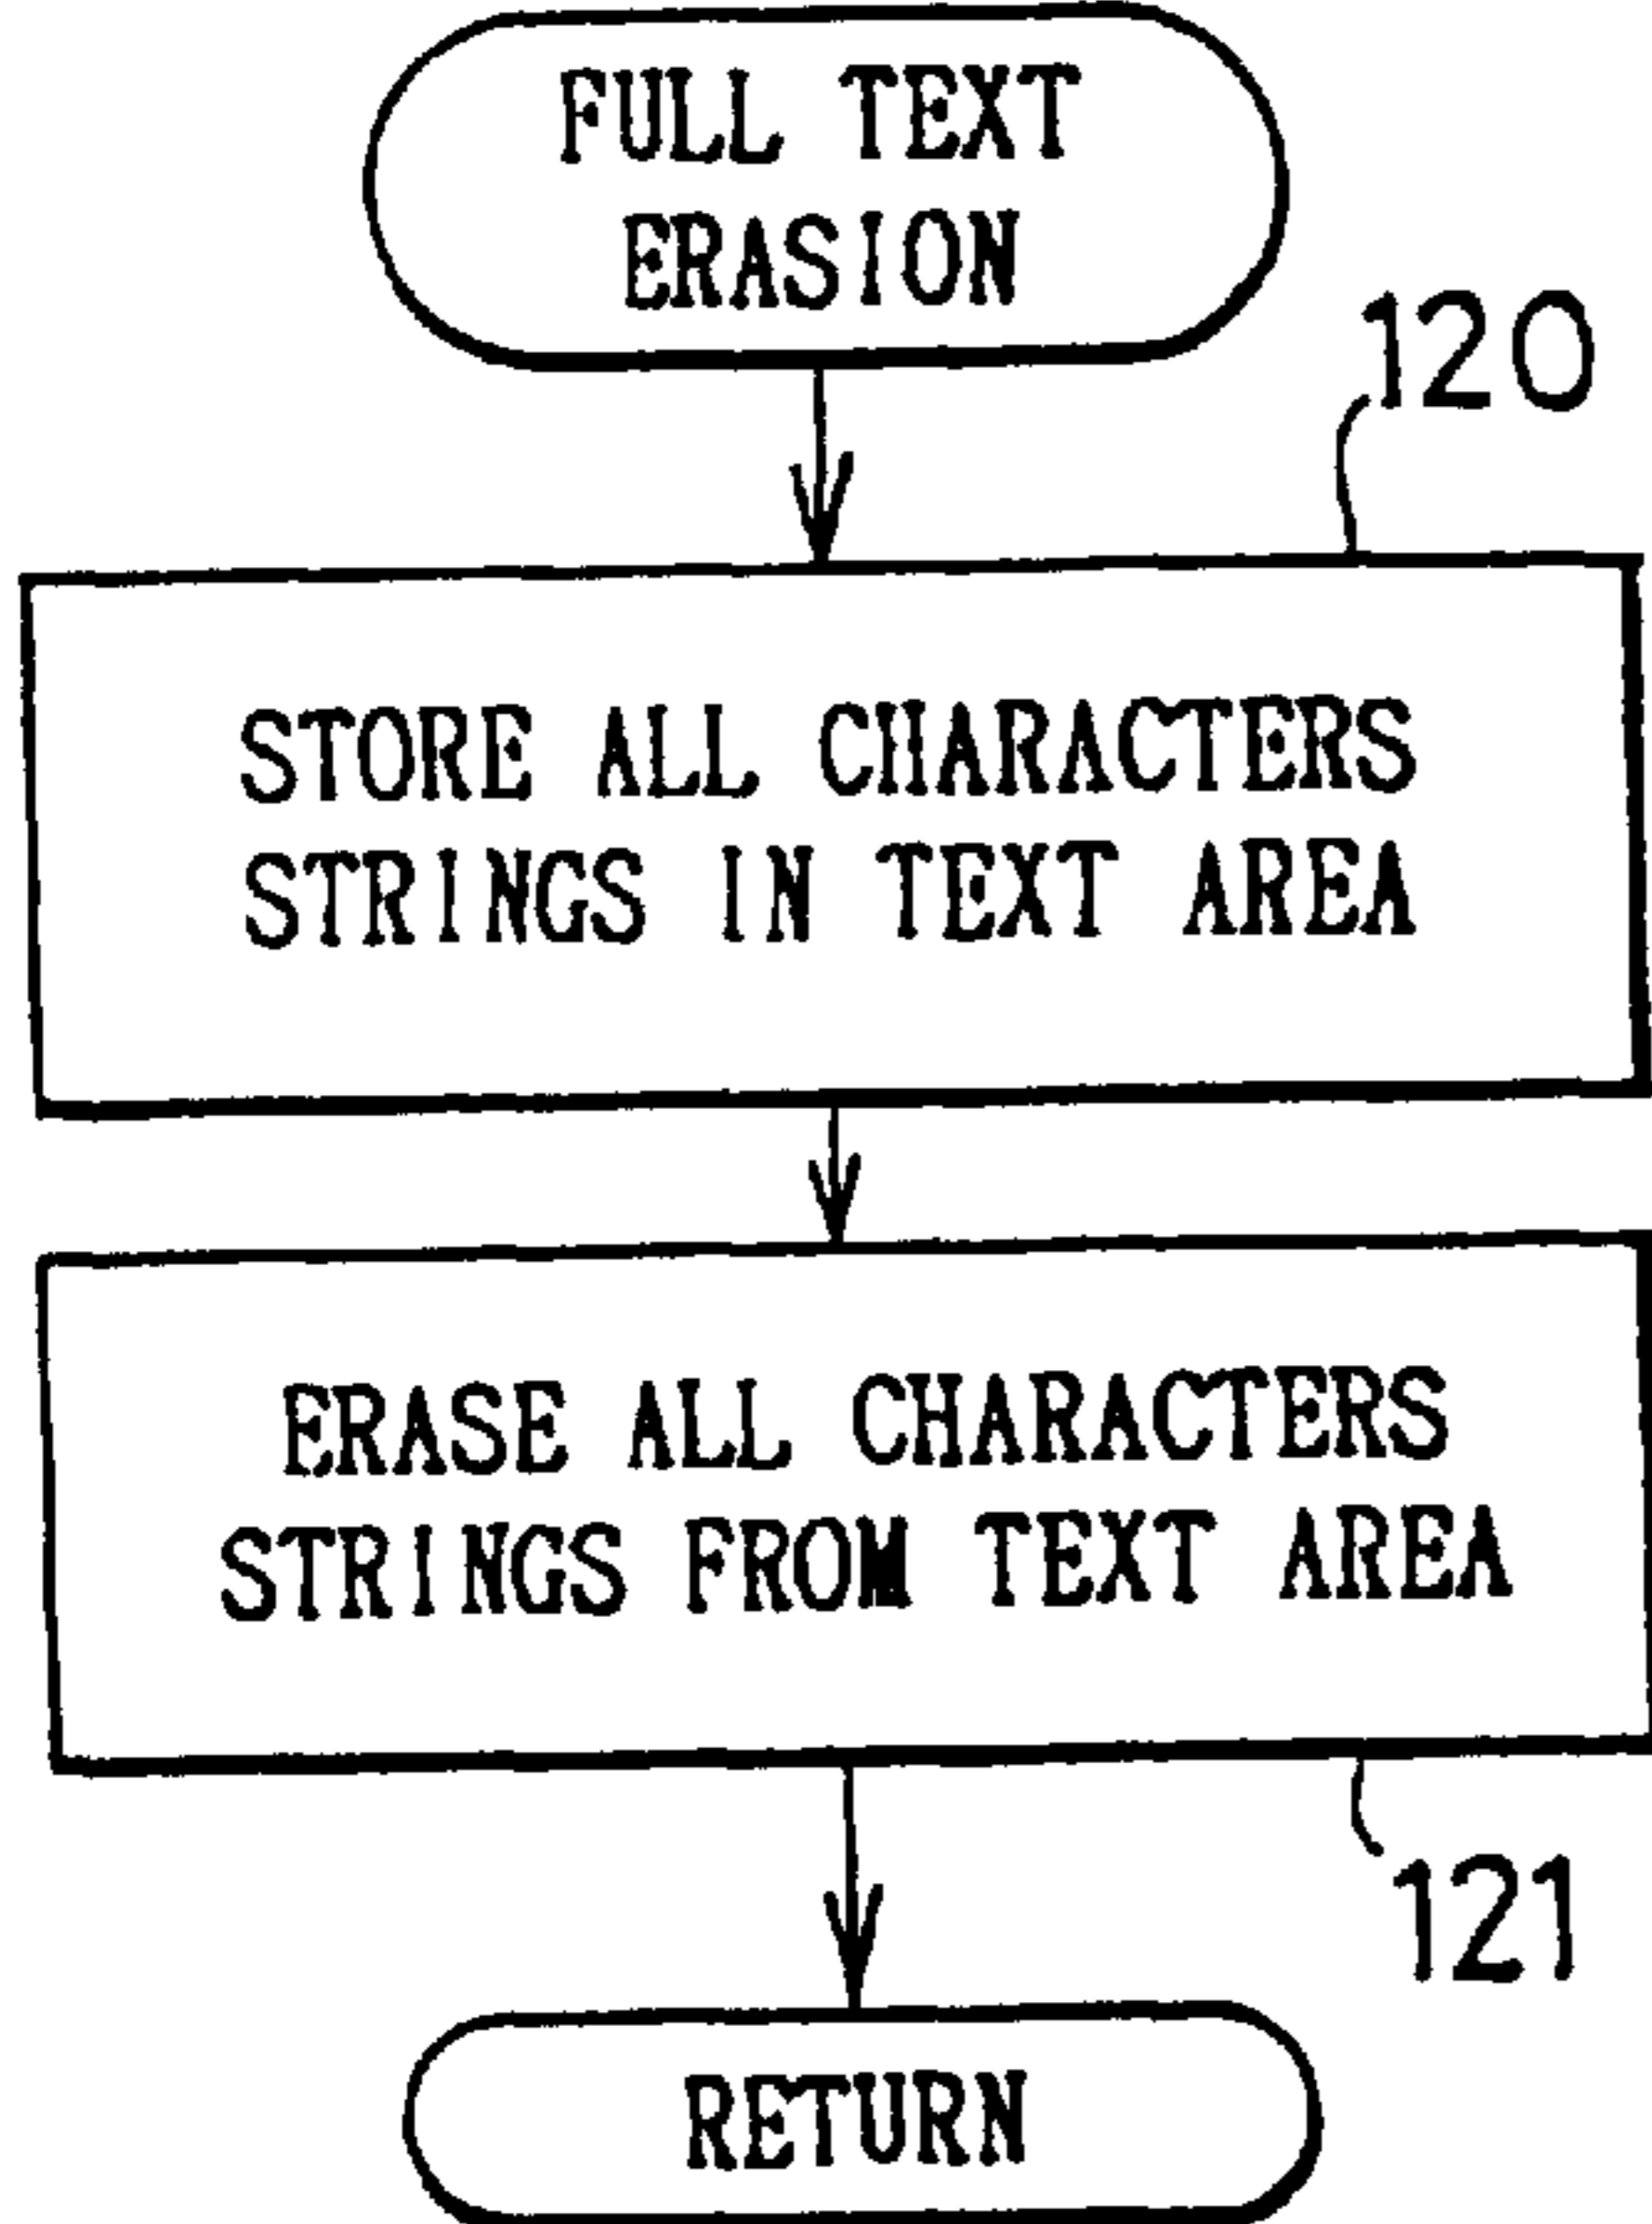 FULL TEXT
ERASION
120
STORE ALL CHARACTERS
STRINGS IN TEXT AREA
ERASE ALL CHARACTERS
STRINGS FROM TEXT AREA
121
RETURN